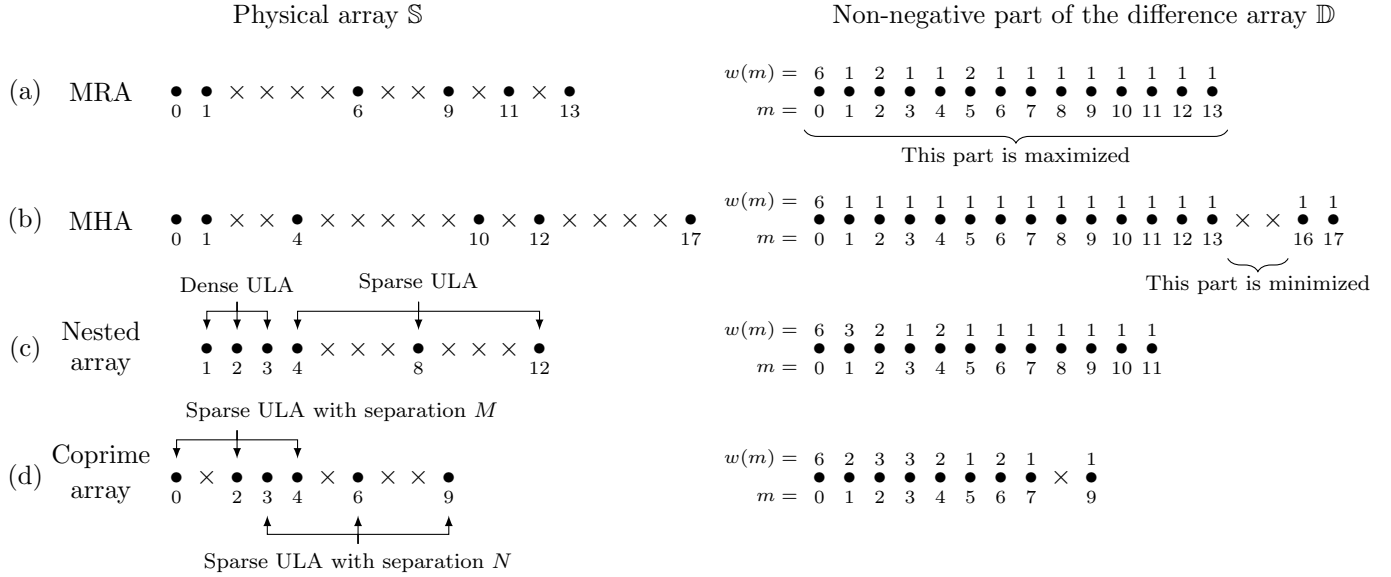 Physical array 𝕊 Non-negative part of the difference array 𝔻
w(m) = 6 1 2 1 1 2 1 1 1 1 1 1 1 1
(a) MRA ● ● × × × × ● × × ● × ● × ● ● ● ● ● ● ● ● ● ● ● ● ● ● ●
0 1 6 9 11 13 m = 0 1 2 3 4 5 6 7 8 9 10 11 12 13
This part is maximized
w(m) = 6 1 1 1 1 1 1 1 1 1 1 1 1 1 1 1
(b) MHA ● ● × × ● × × × × × ● × ● × × × × ● ● ● ● ● ● ● ● ● ● ● ● ● ● ● × × ● ●
0 1 4 10 12 17 m = 0 1 2 3 4 5 6 7 8 9 10 11 12 13 16 17
This part is minimized
Dense ULA Sparse ULA
w(m) = 6 3 2 1 2 1 1 1 1 1 1 1
(c) Nested array ● ● ● ● × × × ● × × × ● ● ● ● ● ● ● ● ● ● ● ● ●
1 2 3 4 8 12 m = 0 1 2 3 4 5 6 7 8 9 10 11
Sparse ULA with separation M
w(m) = 6 2 3 3 2 1 2 1 1
(d) Coprime array ● × ● ● ● × ● × × ● ● ● ● ● ● ● ● ● × ●
0 2 3 4 6 9 m = 0 1 2 3 4 5 6 7 9
Sparse ULA with separation N